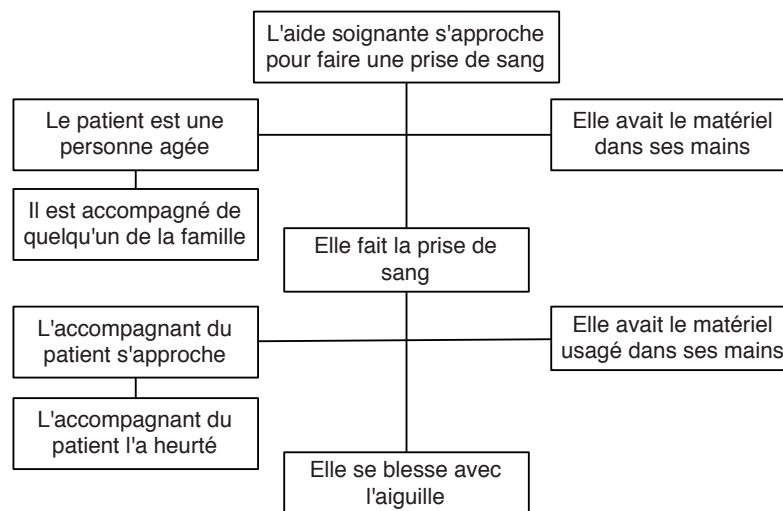 L'aide soignante s'approche
pour faire une prise de sang
Le patient est une
personne agée
Elle avait le matériel
dans ses mains
Il est accompagné de
quelqu'un de la famille
Elle fait la prise de
sang
L'accompagnant du
patient s'approche
Elle avait le matériel
usagé dans ses mains
L'accompagnant du
patient l'a heurté
Elle se blesse avec
l'aiguille